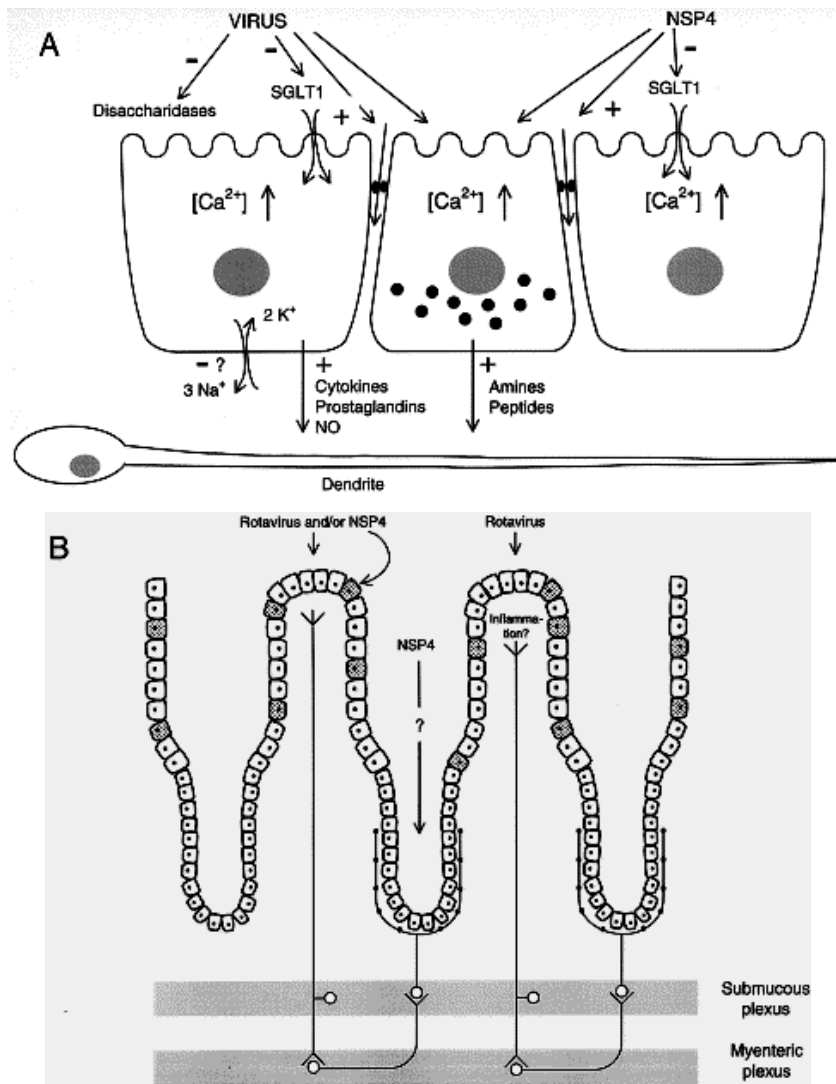 A
VIRUS
NSP4
−
−
−
SGLT1
SGLT1
Disaccharidases
+
+
[Ca²⁺]
[Ca²⁺]
[Ca²⁺]
2 K⁺
− ?
3 Na⁺
+
Cytokines
Prostaglandins
NO
+
Amines
Peptides
Dendrite
B
Rotavirus and/or NSP4
Rotavirus
Inflamma-
tion?
NSP4
?
Submucous
plexus
Myenteric
plexus